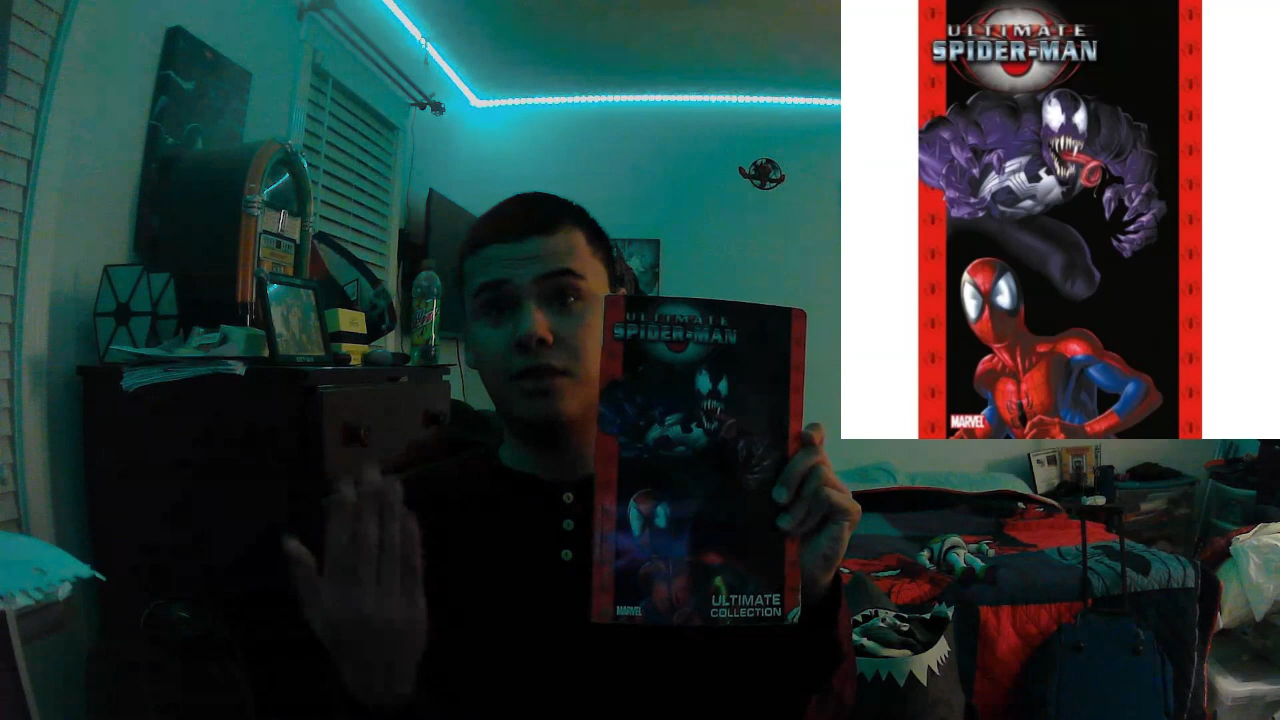 ULTIMATE
SPIDER-MAN
MARVEL
ULTIMATE
SPIDER-MAN
MARVEL
ULTIMATE
COLLECTION